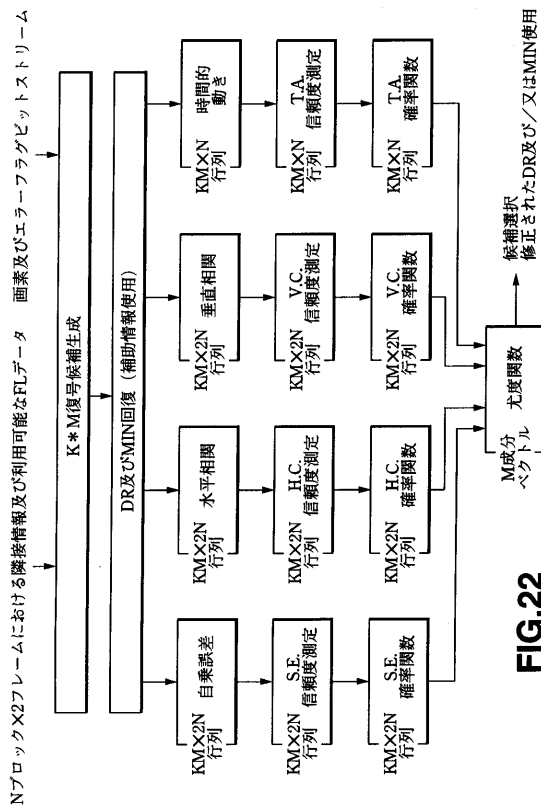 Nブロック×2フレームにおける隣接情報及び利用可能なFLデータ
画素及びエラーフラグビットストリーム
K*M復号候補生成
DR及びMIN回復（補助情報使用）
KM×2N
行列
自乗誤差
KM×2N
行列
水平相関
KM×2N
行列
垂直相関
KM×N
行列
時間的
動き
KM×2N
行列
S.E.
信頼度測定
KM×2N
行列
H.C.
信頼度測定
KM×2N
行列
V.C.
信頼度測定
KM×N
行列
T.A.
信頼度測定
KM×2N
行列
S.E.
確率関数
KM×2N
行列
H.C.
確率関数
KM×2N
行列
V.C.
確率関数
KM×N
行列
T.A.
確率関数
M成分
ベクトル
尤度関数
候補選択
修正されたDR及び／又はMIN使用
FIG.22